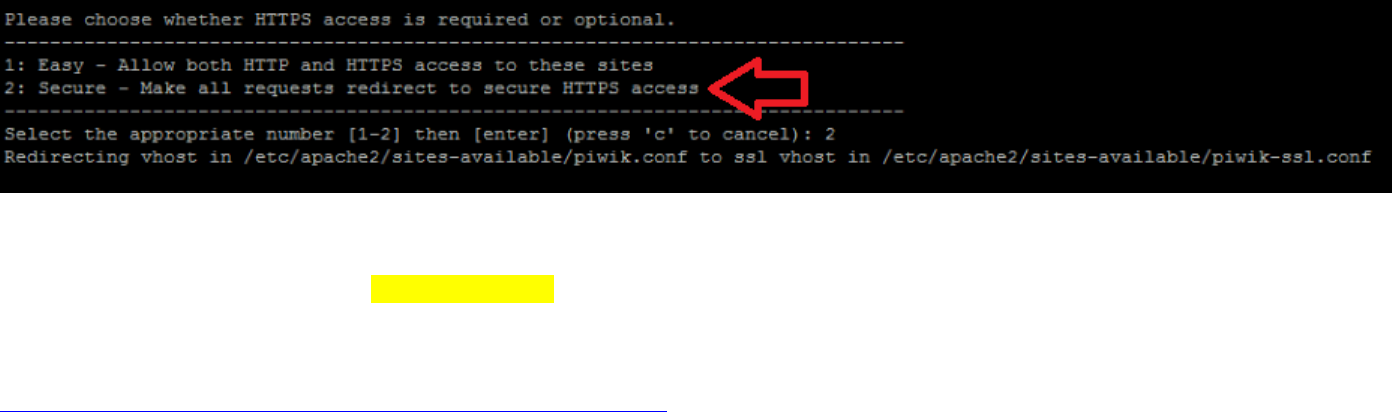 Please choose whether HTTPS access is required or optional.
-------------------------------------------------------------------------------
1: Easy - Allow both HTTP and HTTPS access to these sites
2: Secure - Make all requests redirect to secure HTTPS access
-------------------------------------------------------------------------------
Select the appropriate number [1-2] then [enter] (press 'c' to cancel): 2
Redirecting vhost in /etc/apache2/sites-available/piwik.conf to ssl vhost in /etc/apache2/sites-available/piwik-ssl.conf